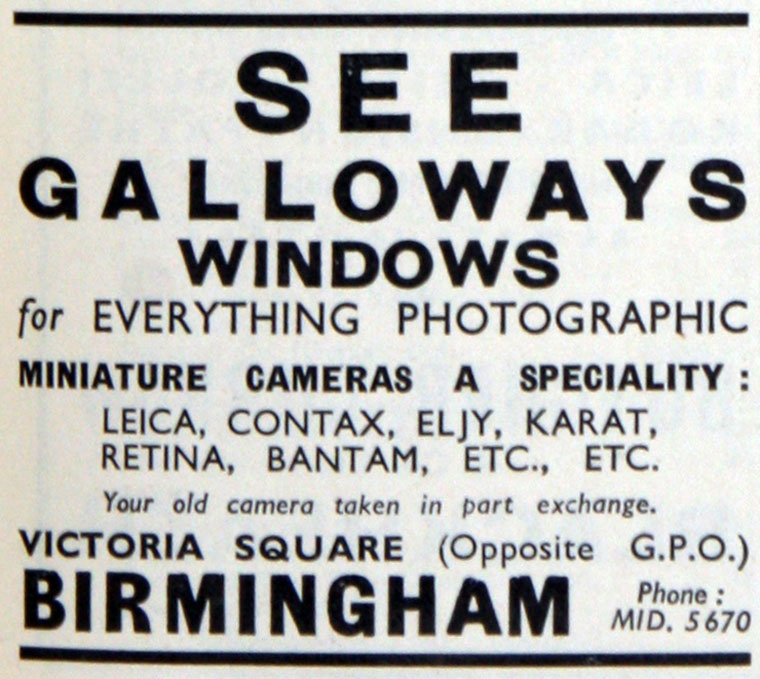 SEE
GALLOWAYS
WINDOWS
for EVERYTHING PHOTOGRAPHIC
MINIATURE CAMERAS A SPECIALITY :
LEICA, CONTAX, ELJY, KARAT,
RETINA, BANTAM, ETC., ETC.
Your old camera taken in part exchange.
VICTORIA SQUARE (Opposite G.P.O.)
BIRMINGHAM
Phone :
MID. 5670